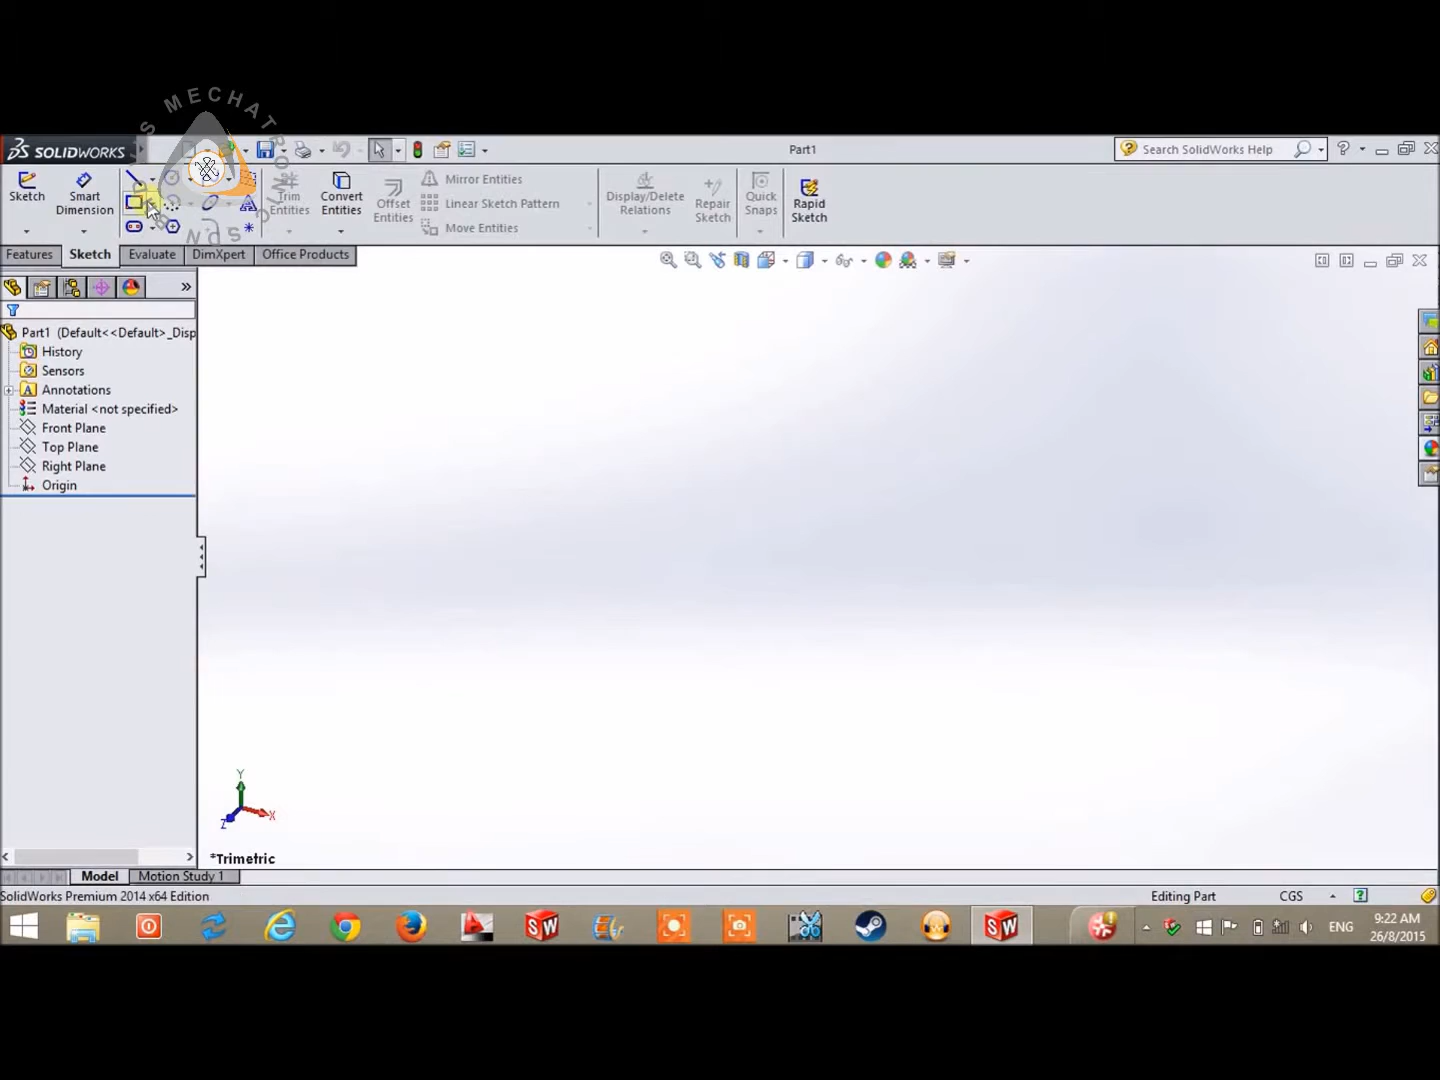 SOLIDWORKS
Part1
Search SolidWorks Help
Sketch
Smart Dimension
Trim Entities
Convert Entities
Offset Entities
Mirror Entities
Linear Sketch Pattern
Move Entities
Display/Delete Relations
Repair Sketch
Quick Snaps
Rapid Sketch
Features
Sketch
Evaluate
DimXpert
Office Products
Part1 (Default<<Default>_Disp
History
Sensors
Annotations
Material <not specified>
Front Plane
Top Plane
Right Plane
Origin
Y
X
Z
*Trimetric
Model
Motion Study 1
SolidWorks Premium 2014 x64 Edition
Editing Part
CGS
ENG
9:22 AM
26/8/2015